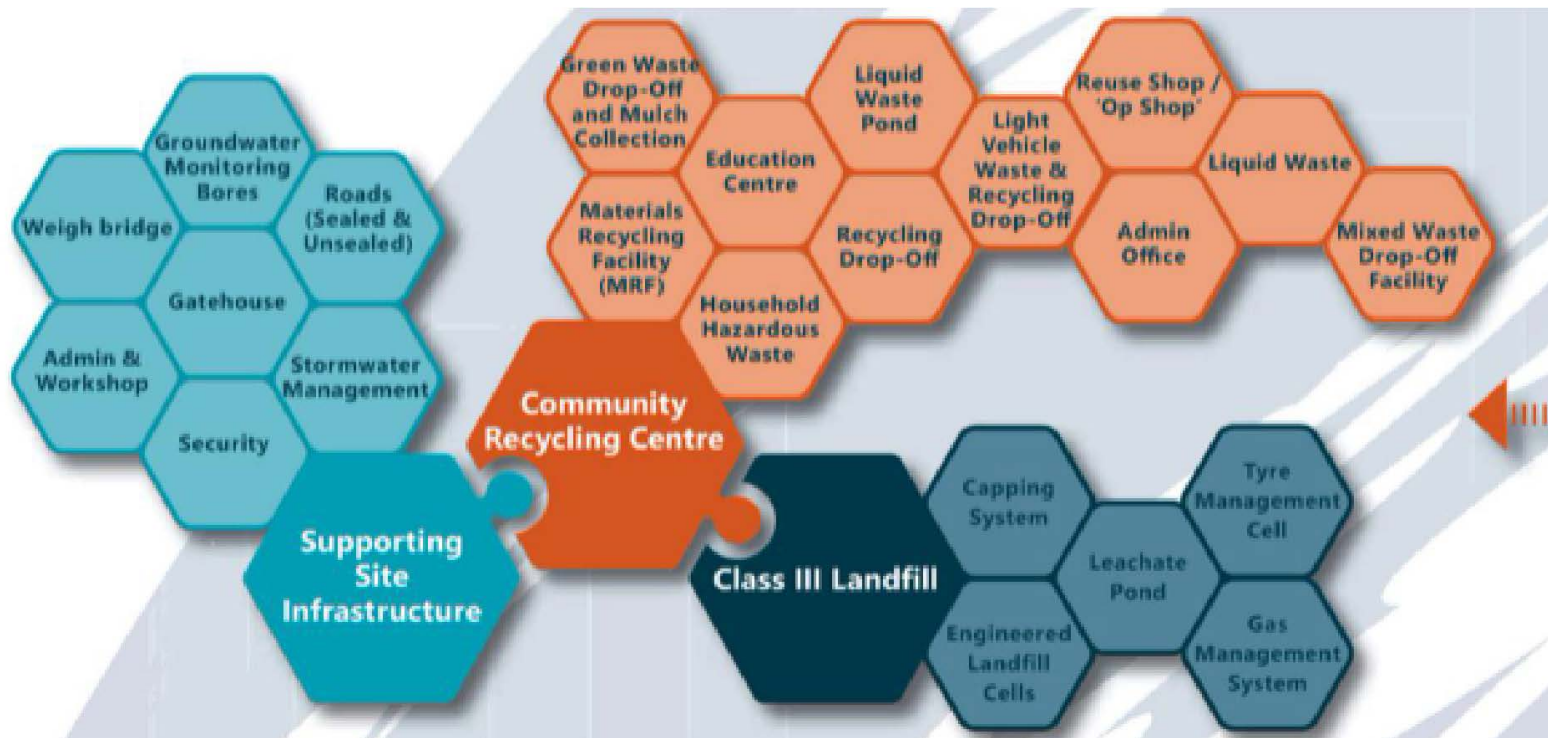 Groundwater
Monitoring
Bores
Weigh bridge
Roads
(Sealed &
Unsealed)
Gatehouse
Admin &
Workshop
Stormwater
Management
Security
Supporting
Site
Infrastructure
Green Waste
Drop-Off
and Mulch
Collection
Education
Centre
Liquid
Waste
Pond
Light
Vehicle
Waste &
Recycling
Drop-Off
Reuse Shop /
'Op Shop'
Liquid Waste
Mixed Waste
Drop-Off
Facility
Materials
Recycling
Facility
(MRF)
Recycling
Drop-Off
Admin
Office
Household
Hazardous
Waste
Community
Recycling Centre
Class III Landfill
Capping
System
Tyre
Management
Cell
Leachate
Pond
Engineered
Landfill
Cells
Gas
Management
System